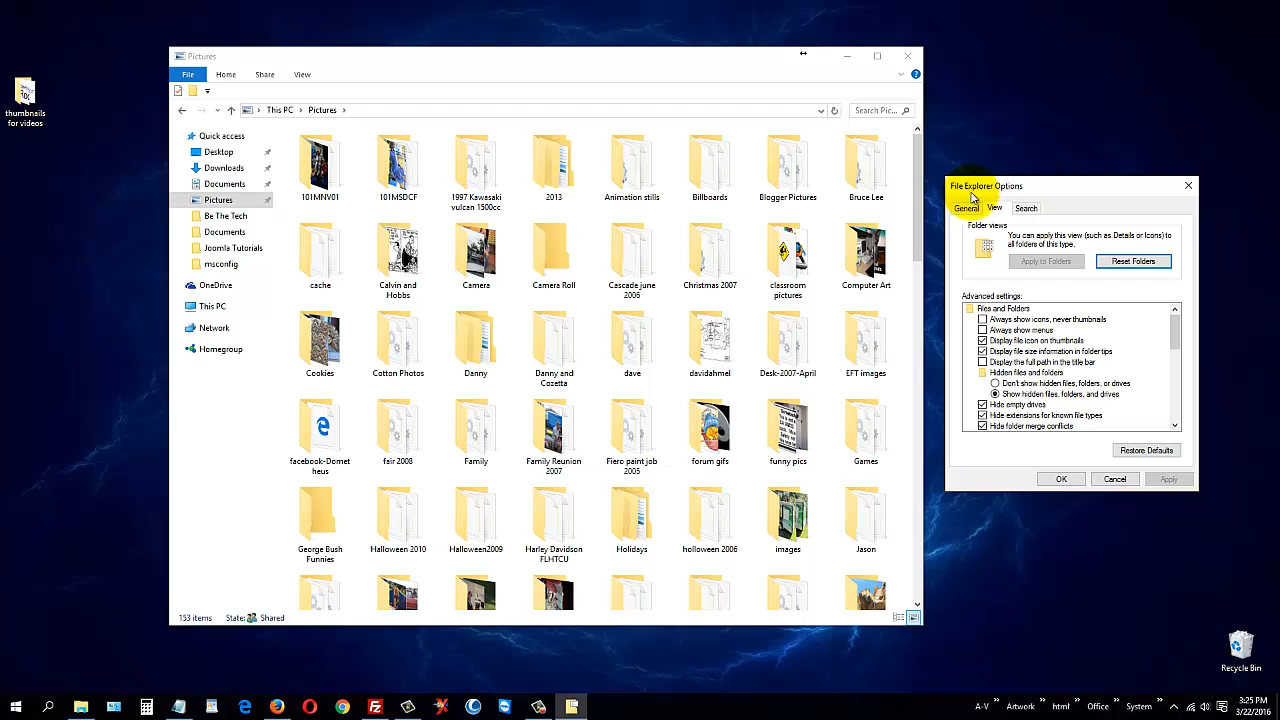 thumbnails
for videos
Pictures
File
Home
Share
View
This PC
Pictures
Search Pic...
Quick access
Desktop
Downloads
Documents
Pictures
Be The Tech
Documents
Joomla Tutorials
msconfig
OneDrive
This PC
Network
Homegroup
101MNV01
101MSDCF
1997 Kawasaki
vulcan 1500cc
2013
Animation stills
Billboards
Blogger Pictures
Bruce Lee
cache
Calvin and
Hobbs
Camera
Camera Roll
Cascade june
2006
Christmas 2007
classroom
pictures
Computer Art
Cookies
Cotton Photos
Danny
Danny and
Cozetta
dave
davidahmel
Desk-2007-April
EFT images
facebook-Domet
heus
fair 2008
Family
Family Reunion
2007
Fiero paint job
2005
forum gifs
funny pics
Games
George Bush
Funnies
Halloween 2010
Halloween2009
Harley Davidson
FLHTCU
Holidays
holloween 2006
images
Jason
153 items
State:
Shared
File Explorer Options
General
View
Search
Folder views
You can apply this view (such as Details or Icons) to
all folders of this type.
Apply to Folders
Reset Folders
Advanced settings:
Files and Folders
Always show icons, never thumbnails
Always show menus
Display file icon on thumbnails
Display file size information in folder tips
Display the full path in the title bar
Hidden files and folders
Don't show hidden files, folders, or drives
Show hidden files, folders, and drives
Hide empty drives
Hide extensions for known file types
Hide folder merge conflicts
Restore Defaults
OK
Cancel
Apply
Recycle Bin
A-V
Artwork
html
Office
System
3:25 PM
3/22/2016